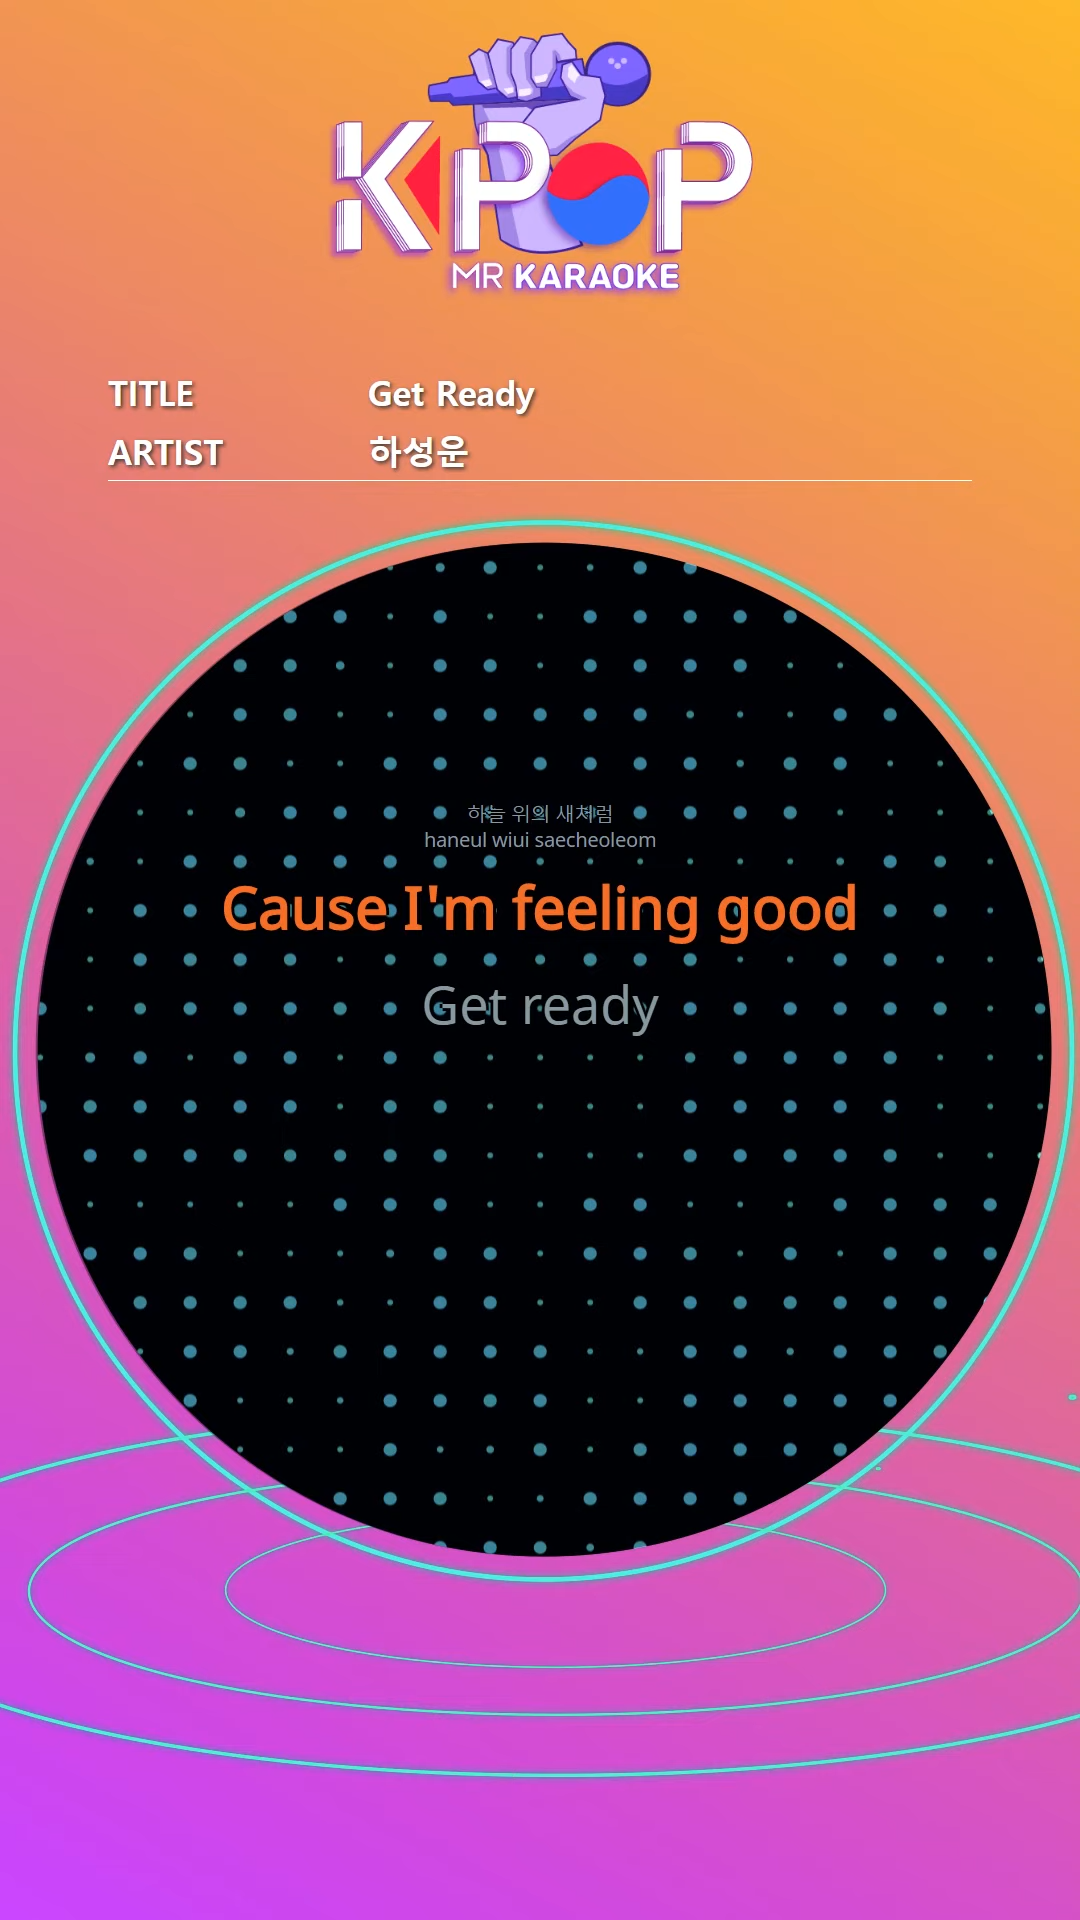 KPOP
MR KARAOKE
TITLE Get Ready
ARTIST 하성운
하늘 위의 새처럼
haneul wiui saecheoleom
Cause I'm feeling good
Get ready